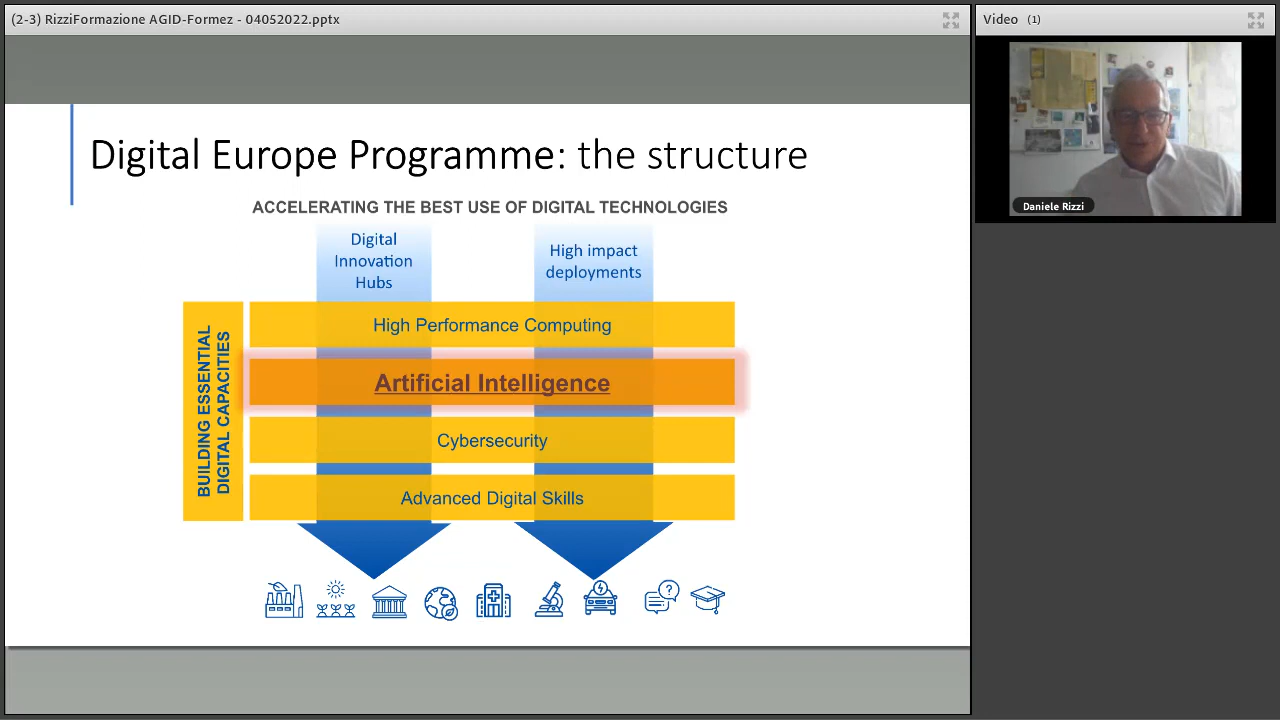 (2-3) RizziFormazione AGID-Formez - 04052022.pptx
Video (1)
Daniele Rizzi
Digital Europe Programme: the structure
ACCELERATING THE BEST USE OF DIGITAL TECHNOLOGIES
Digital
Innovation
Hubs
High impact
deployments
BUILDING ESSENTIAL
DIGITAL CAPACITIES
High Performance Computing
Artificial Intelligence
Cybersecurity
Advanced Digital Skills
?